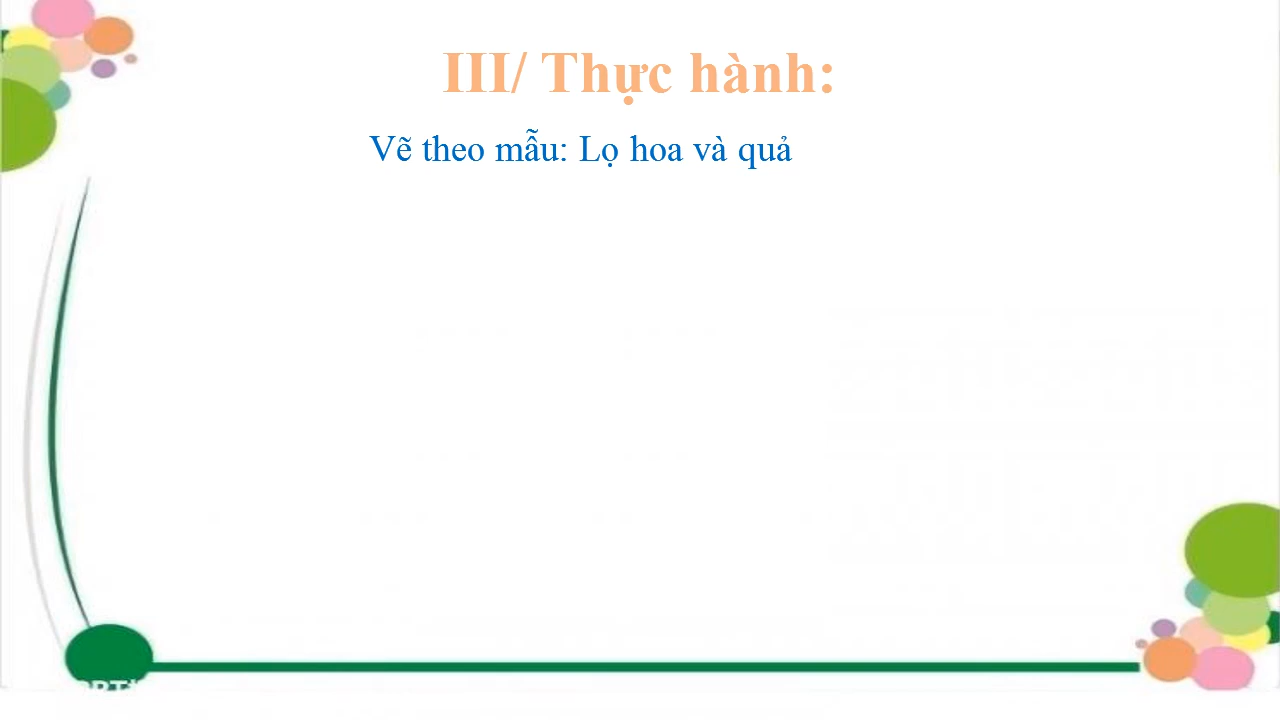 III/ Thực hành:
Vẽ theo mẫu: Lọ hoa và quả